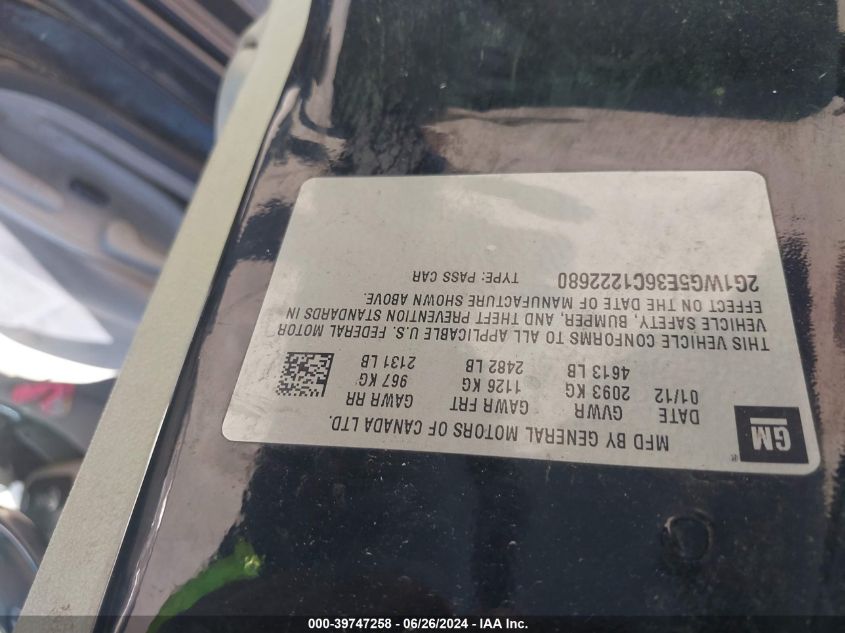 GM
®
MFD BY GENERAL MOTORS OF CANADA LTD.
DATE GVWR GAWR FRT GAWR RR
01/12 2093 KG 1126 KG 967 KG
4613 LB 2482 LB 2131 LB
THIS VEHICLE CONFORMS TO ALL APPLICABLE U.S. FEDERAL MOTOR
VEHICLE SAFETY, BUMPER, AND THEFT PREVENTION STANDARDS IN
EFFECT ON THE DATE OF MANUFACTURE SHOWN ABOVE.
2G1WG5E36C1222680 TYPE: PASS CAR
000-39747258 - 06/26/2024 - IAA Inc.